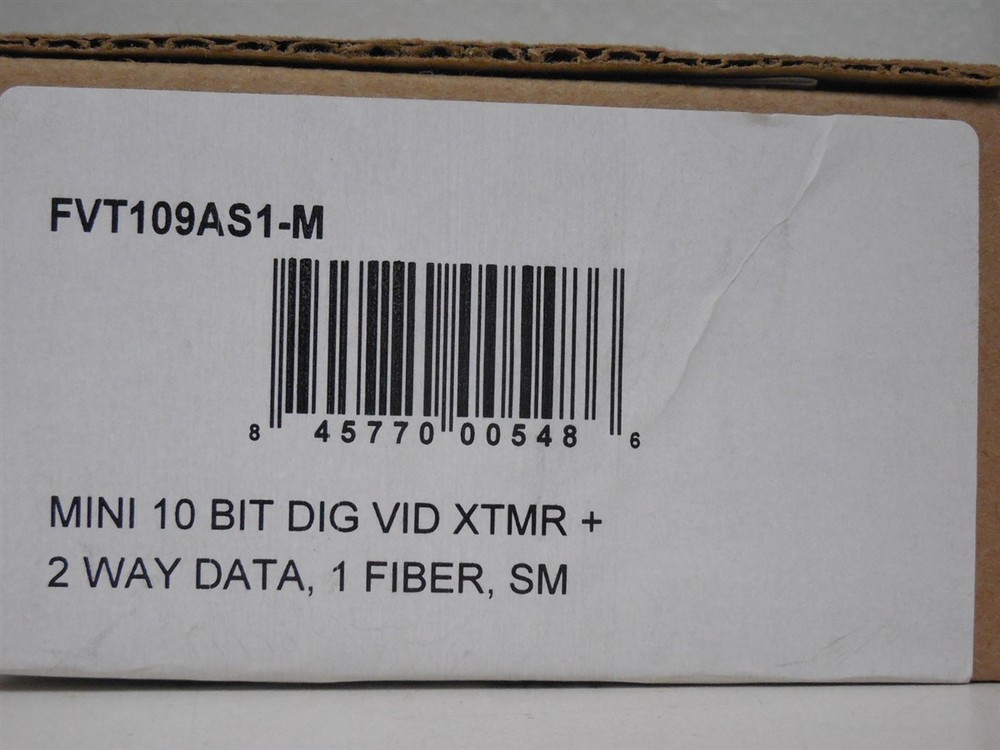 FVT109AS1-M
8 45770 00548 6
MINI 10 BIT DIG VID XTMR +
2 WAY DATA, 1 FIBER, SM